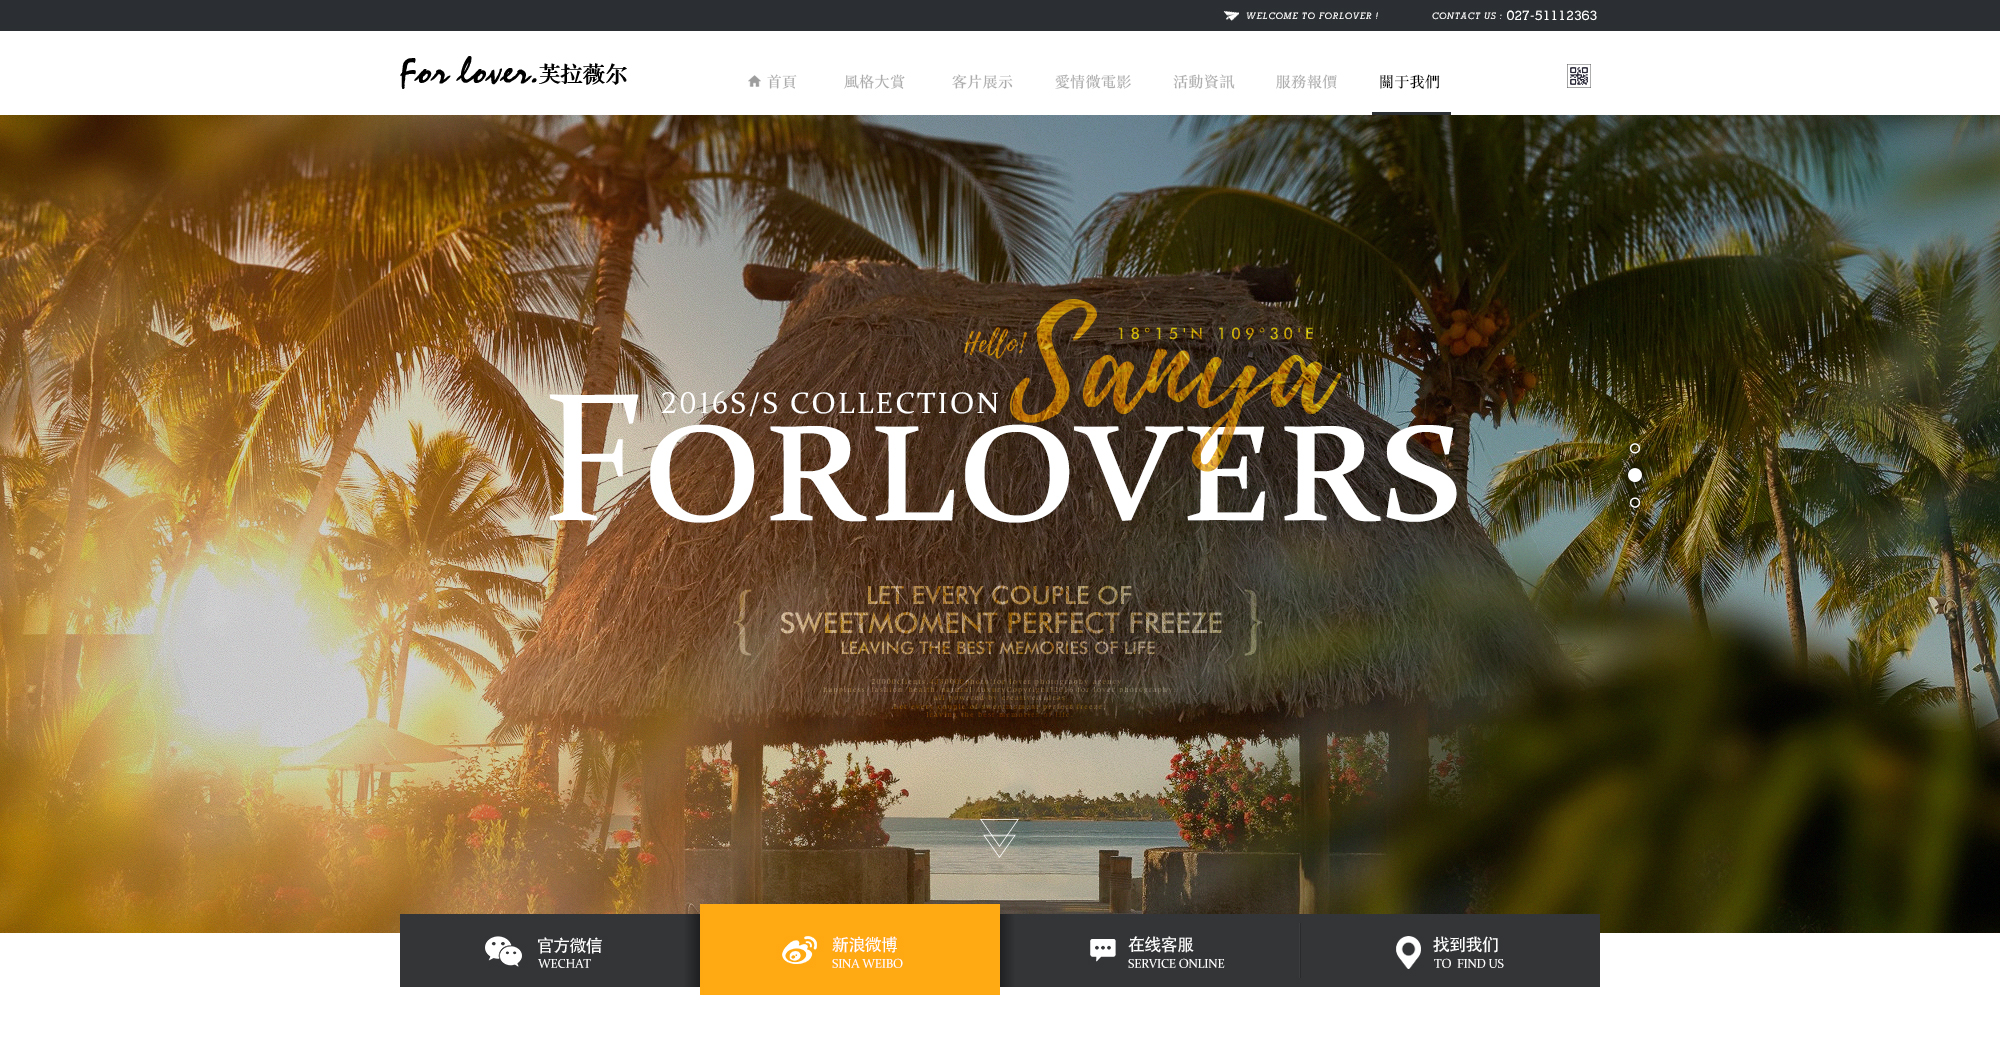 WELCOME TO FORLOVER !
CONTACT US : 027-51112363
For lover.芙拉薇尔
首頁
風格大賞
客片展示
愛情微電影
活動資訊
服務報價
關于我們
Hello! Sanya
18°15'N 109°30'E
2016S/S COLLECTION
FORLOVERS
LET EVERY COUPLE OF
SWEETMOMENT PERFECT FREEZE
LEAVING THE BEST MEMORIES OF LIFE
官方微信
WECHAT
新浪微博
SINA WEIBO
在线客服
SERVICE ONLINE
找到我们
TO FIND US